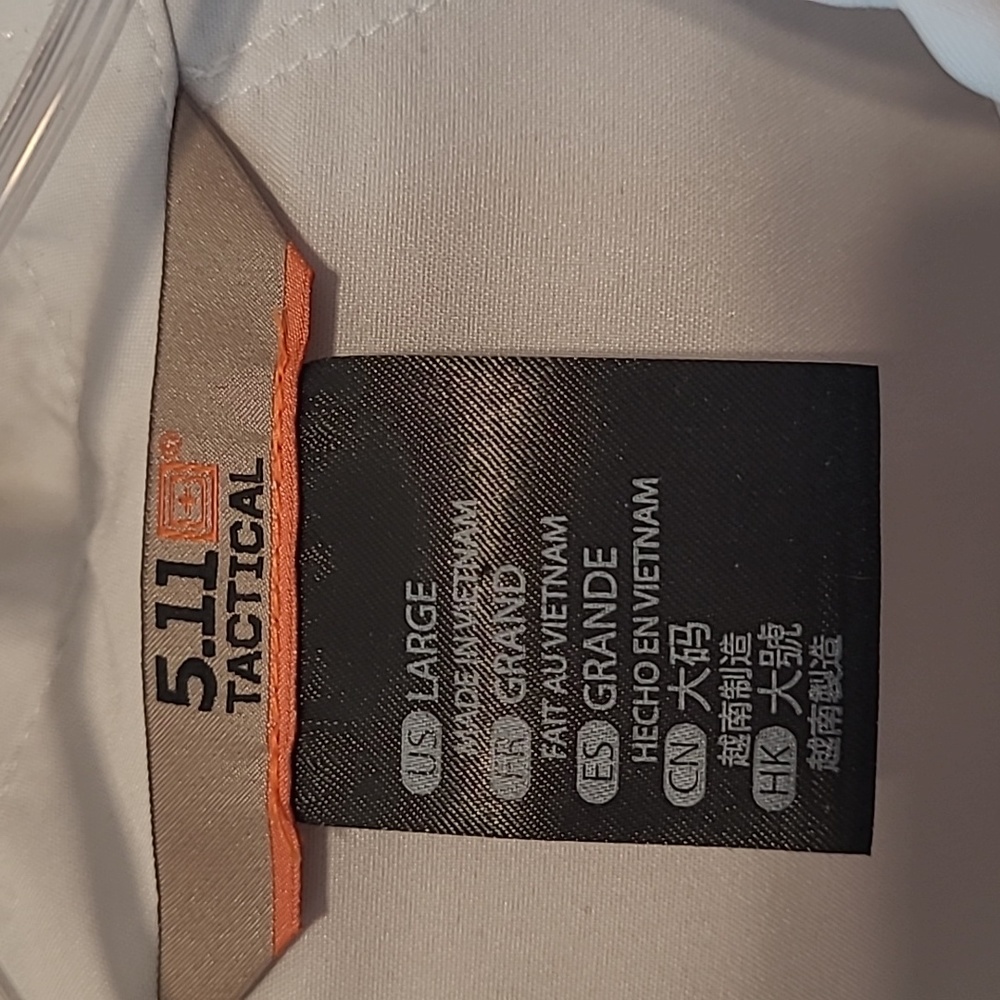 5.11®
TACTICAL
US LARGE
MADE IN VIETNAM
FR GRAND
FAIT AU VIETNAM
ES GRANDE
HECHO EN VIETNAM
CN 大码
越南制造
HK 大號
越南製造